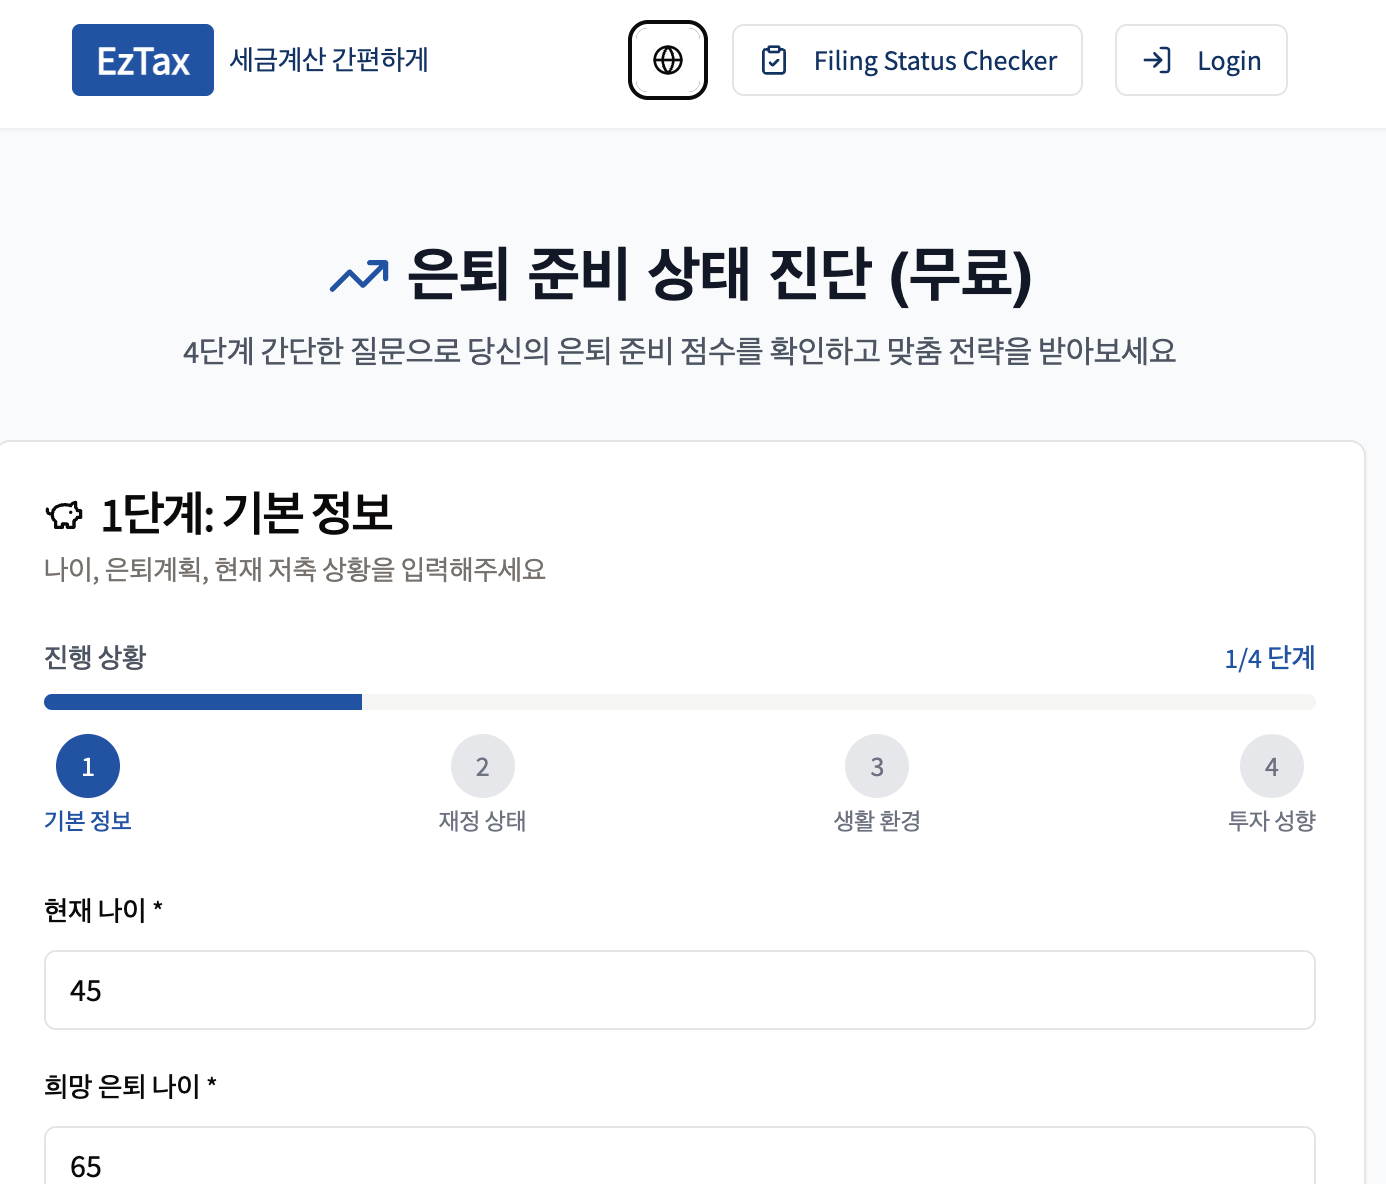 EzTax 세금계산 간편하게
Filing Status Checker
Login
은퇴 준비 상태 진단 (무료)
4단계 간단한 질문으로 당신의 은퇴 준비 점수를 확인하고 맞춤 전략을 받아보세요
1단계: 기본 정보
나이, 은퇴계획, 현재 저축 상황을 입력해주세요
진행 상황
1/4 단계
1
2
3
4
기본 정보
재정 상태
생활 환경
투자 성향
현재 나이 *
45
희망 은퇴 나이 *
65